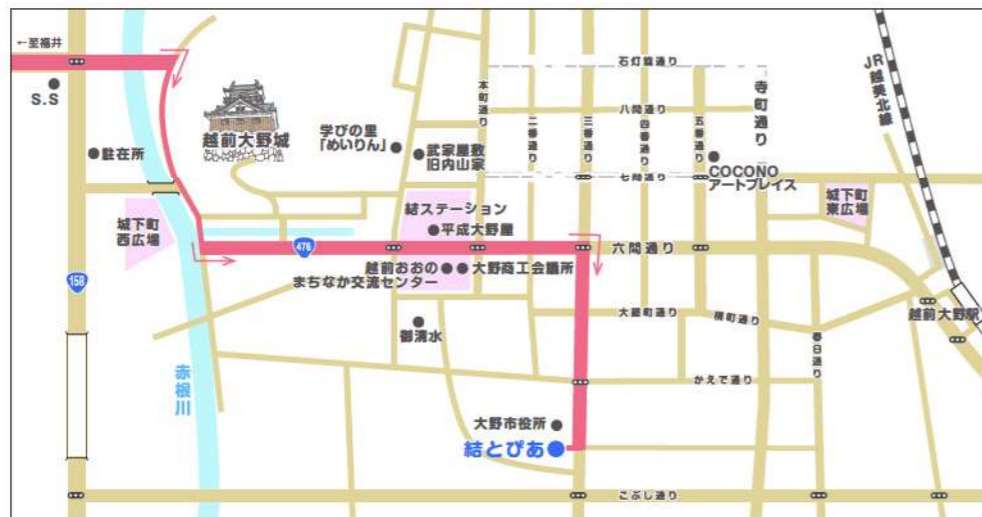 ←至福井
S.S
駐在所
越前大野城
学びの里
「めいりん」
武家屋敷
旧内山家
本町通り
二番通り
三番通り
四番通り
五番通り
寺町通り
石灯籠通り
八間通り
七間通り
JR越美北線
COCONO
アートプレイス
城下町
東広場
城下町
西広場
結ステーション
平成大野屋
476
六間通り
越前おおの
まちなか交流センター
大野商工会議所
158
御清水
大鋸町通り
横町通り
春日通り
越前大野駅
赤根川
かえで通り
大野市役所
結とぴあ
こぶし通り